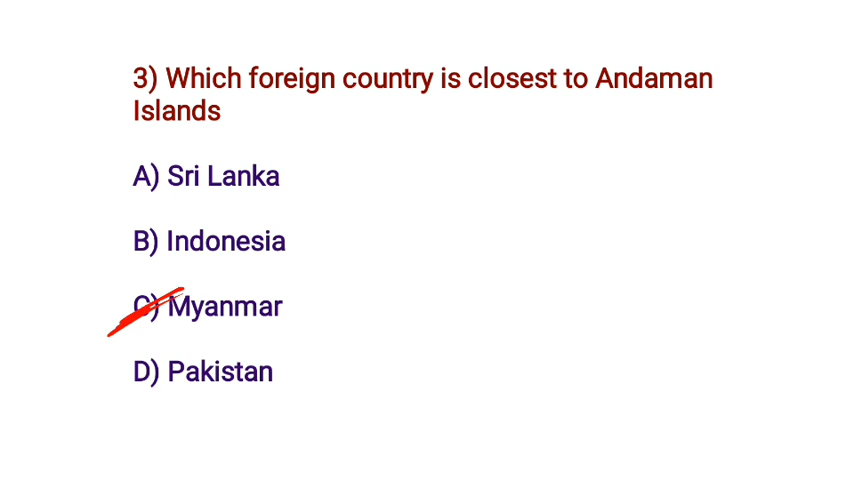 3) Which foreign country is closest to Andaman
Islands
A) Sri Lanka
B) Indonesia
C) Myanmar
D) Pakistan